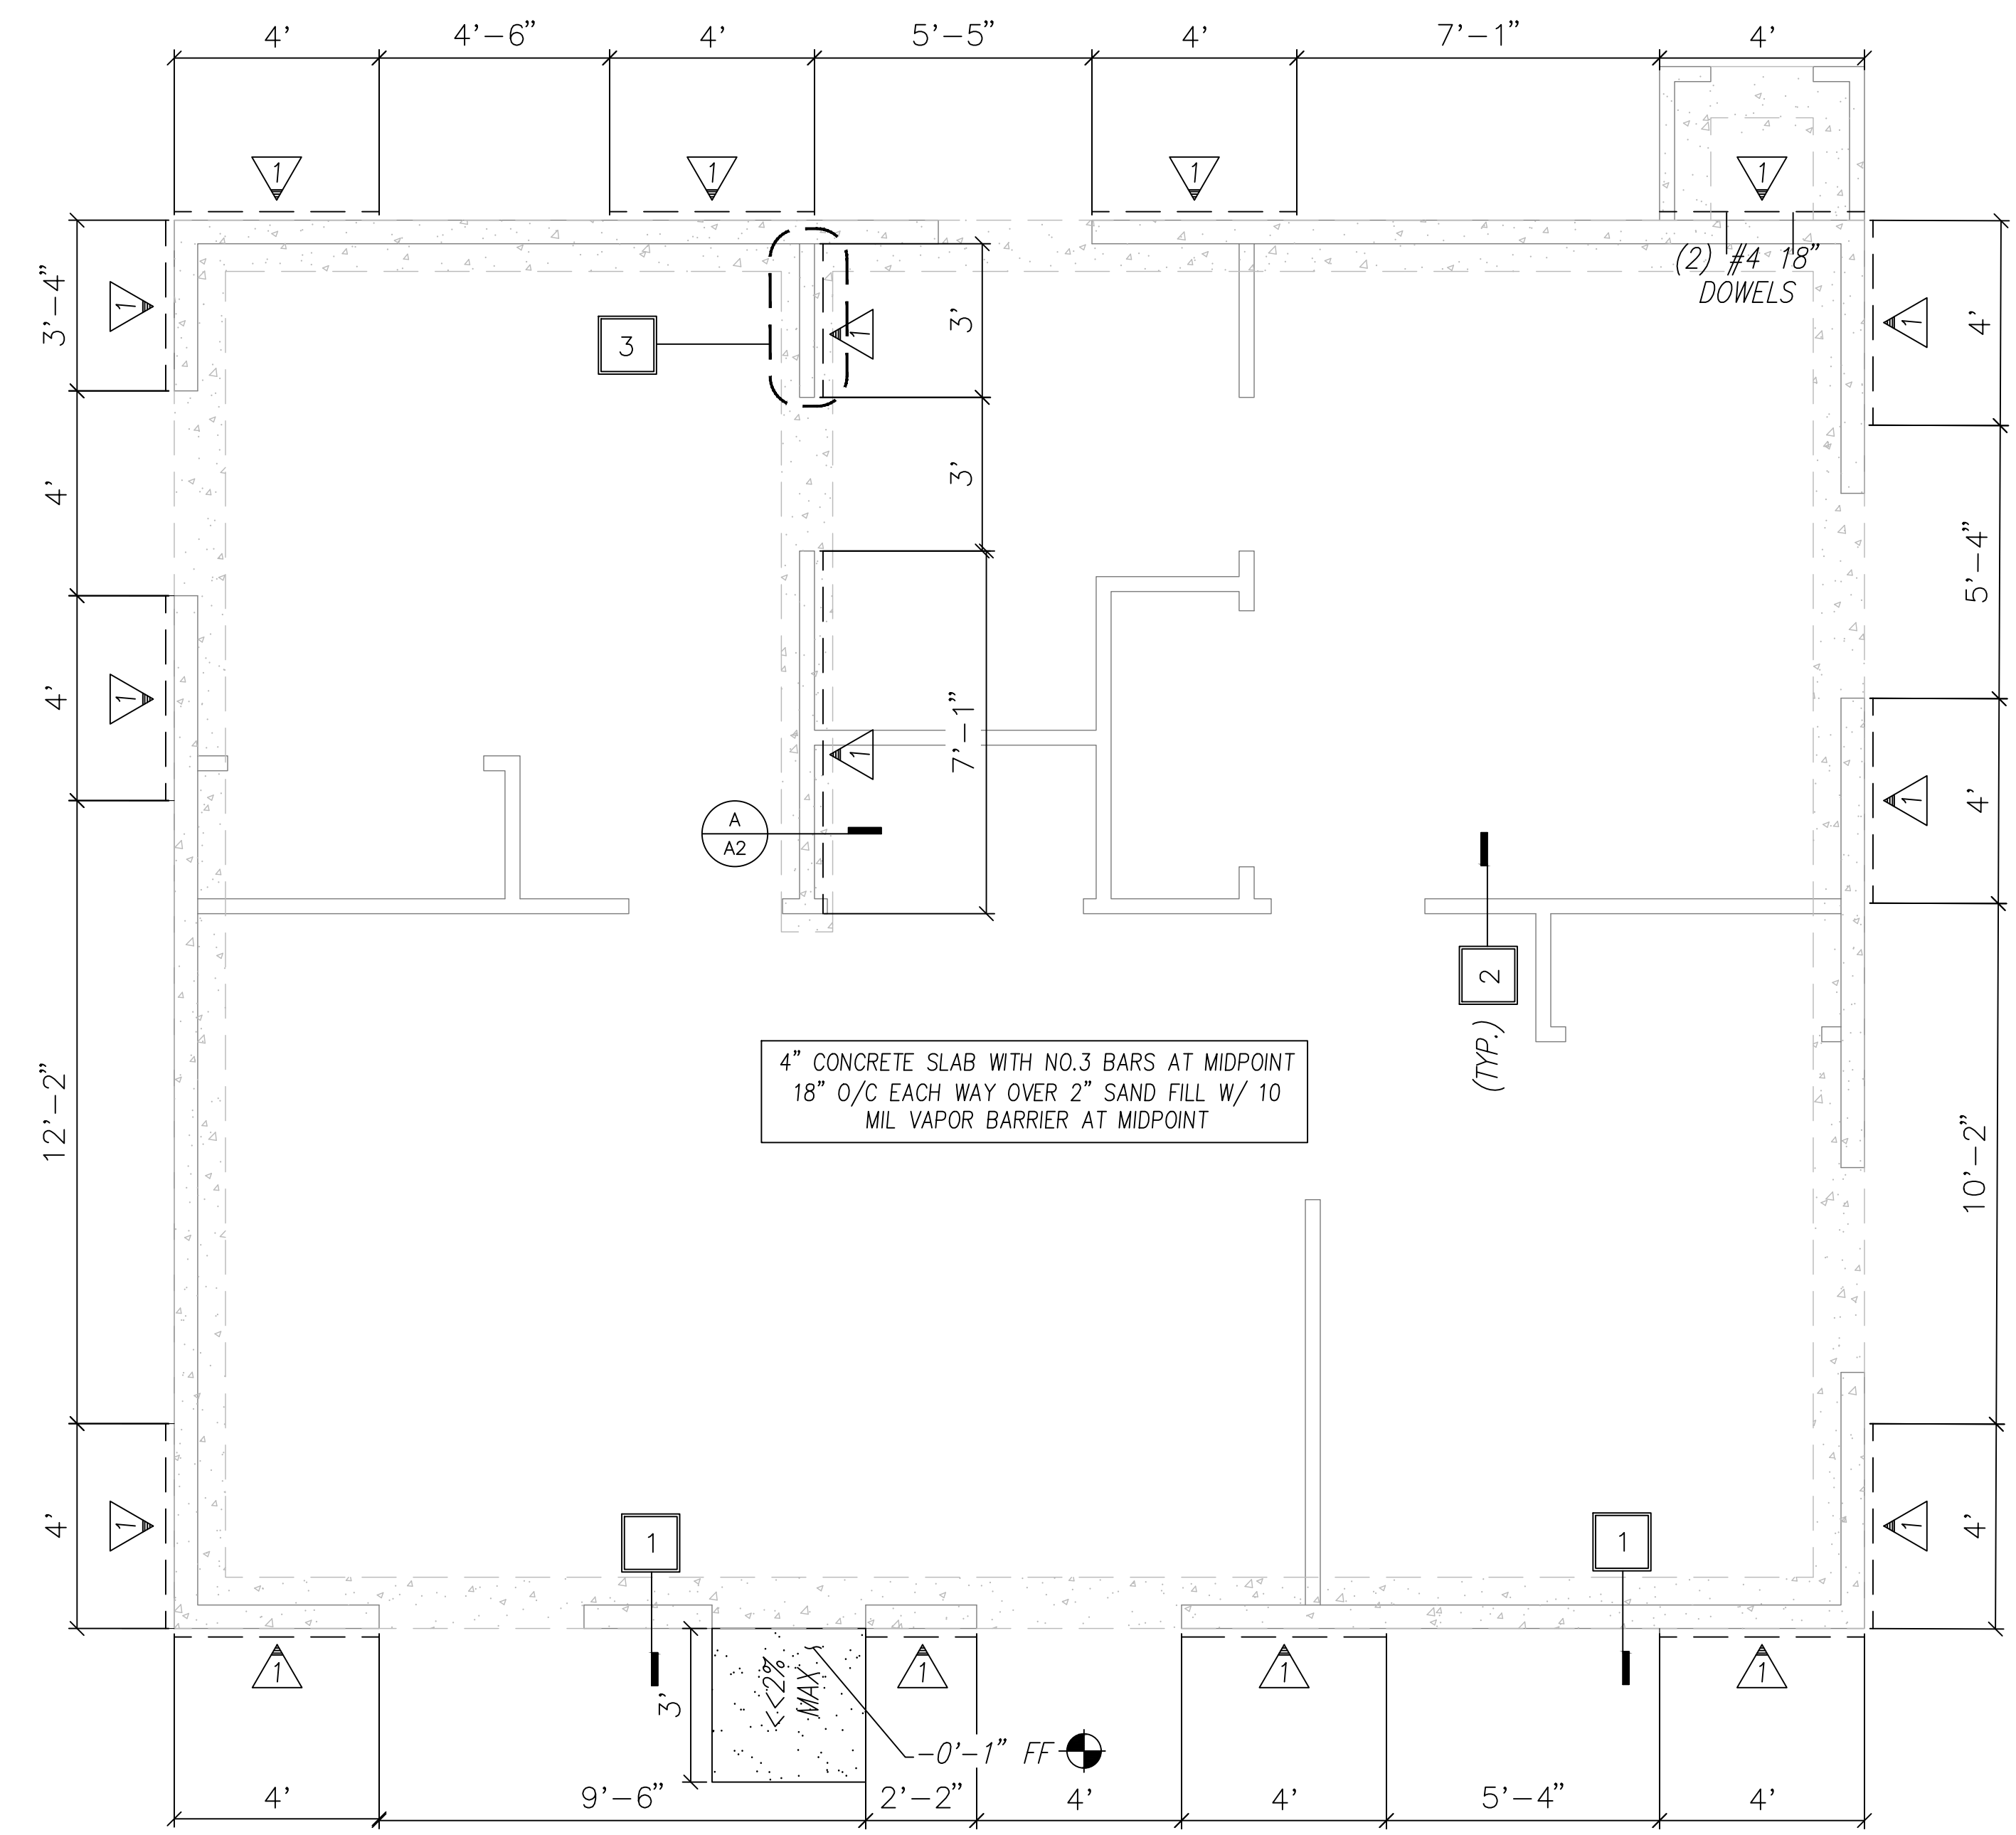 4' 4'-6" 4' 5'-5" 4' 7'-1" 4'
1 1 1 1
(2) #4 18"
DOWELS
3'-4"
1
3
1
3'
1
4'
4'
3'
5'-4"
4'
1
7'-1"
1
1
4'
A
A2
2
(TYP.)
4" CONCRETE SLAB WITH NO.3 BARS AT MIDPOINT
18" O/C EACH WAY OVER 2" SAND FILL W/ 10
MIL VAPOR BARRIER AT MIDPOINT
12'-2"
10'-2"
4'
1
1
1
1
4'
1 1 1 1
3'
<<2%
MAX
-0'-1" FF
4' 9'-6" 2'-2" 4' 4' 5'-4" 4'